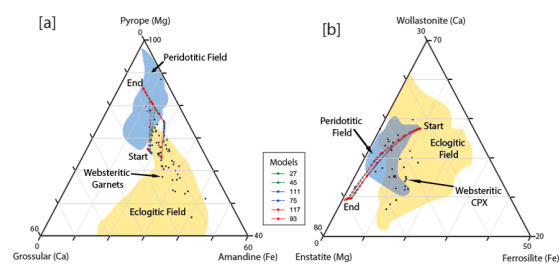 [a]
Pyrope (Mg)
0
100
Peridotitic Field
End
Start
Websteritic
Garnets
Eclogitic Field
60
40
60
Grossular (Ca)
Amandine (Fe)
Models
27
45
111
75
117
93
[b]
Wollastonite (Ca)
30
70
Peridotitic
Field
Start
Eclogitic
Field
Websteritic
CPX
End
80
50
20
Enstatite (Mg)
Ferrosilite (Fe)